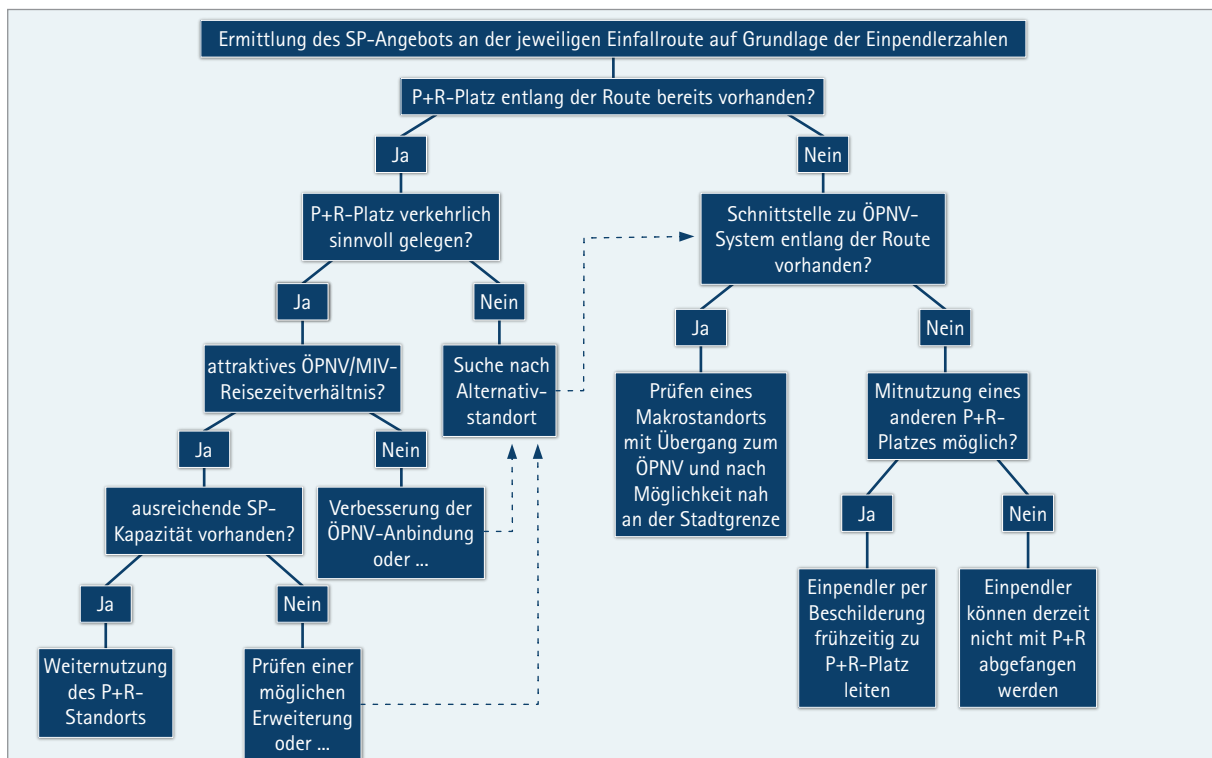 Ermittlung des SP-Angebots an der jeweiligen Einfallroute auf Grundlage der Einpendlerzahlen
P+R-Platz entlang der Route bereits vorhanden?
Ja
Nein
P+R-Platz verkehrlich
sinnvoll gelegen?
Schnittstelle zu ÖPNV-
System entlang der Route
vorhanden?
Ja
Nein
Ja
Nein
attraktives ÖPNV/MIV-
Reisezeitverhältnis?
Suche nach
Alternativ-
standort
Prüfen eines
Makrostandorts
mit Übergang zum
ÖPNV und nach
Möglichkeit nah
an der Stadtgrenze
Mitnutzung eines
anderen P+R-
Platzes möglich?
Ja
Nein
ausreichende SP-
Kapazität vorhanden?
Verbesserung der
ÖPNV-Anbindung
oder ...
Ja
Nein
Ja
Nein
Einpendler per
Beschilderung
frühzeitig zu
P+R-Platz
leiten
Einpendler
können derzeit
nicht mit P+R
abgefangen
werden
Weiternutzung
des P+R-
Standorts
Prüfen einer
möglichen
Erweiterung
oder ...